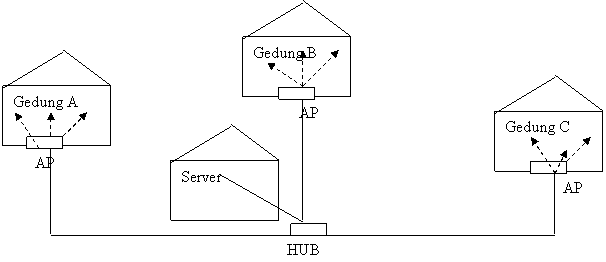 Gedung B
AP
Gedung A
AP
Gedung C
AP
Server
HUB